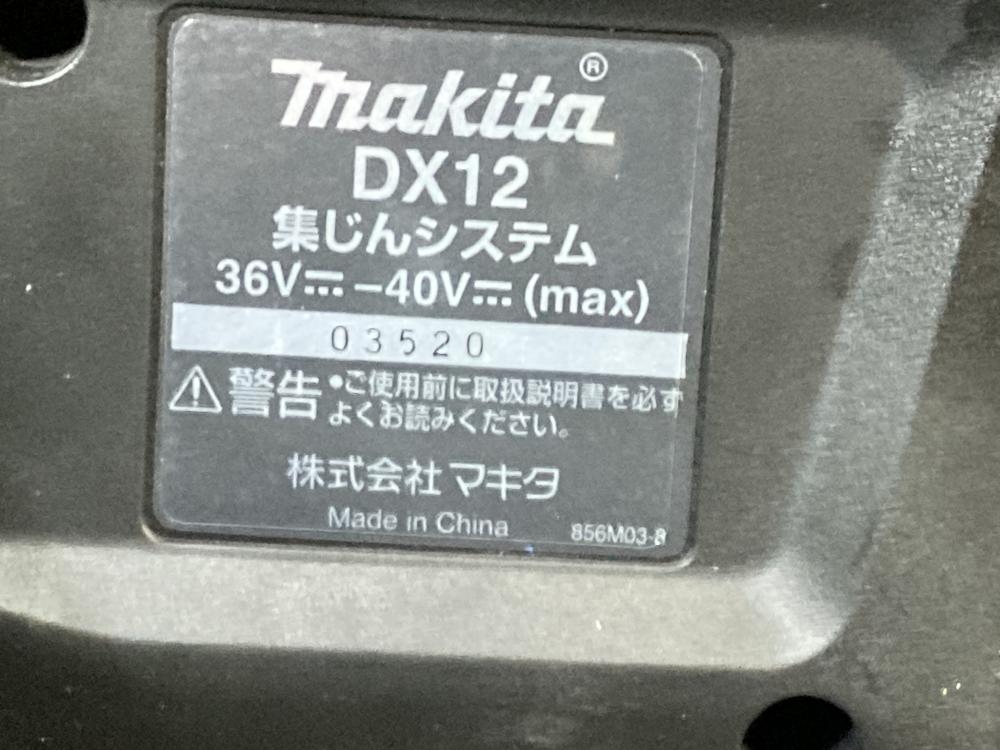 makita®
DX12
集じんシステム
36V⎓ –40V⎓ (max)
03520
⚠警告 •ご使用前に取扱説明書を必ず
よくお読みください。
株式会社マキタ
Made in China 856M03-8